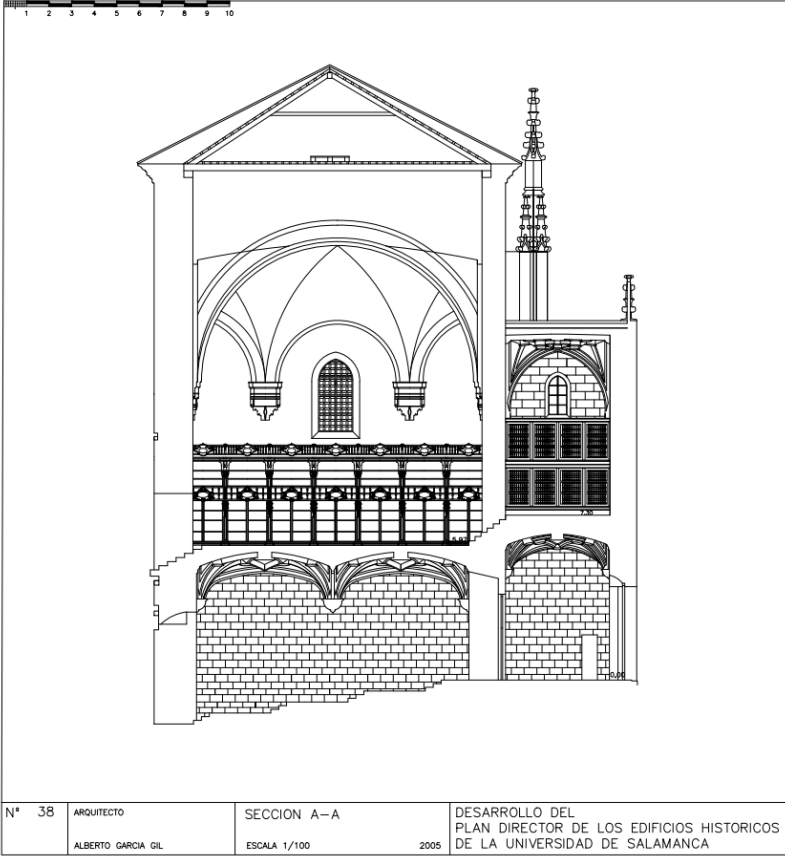 1 2 3 4 5 6 7 8 9 10
7.30
5.97
0.00
Nº 38
ARQUITECTO
ALBERTO GARCIA GIL
SECCION A-A
ESCALA 1/100 2005
DESARROLLO DEL
PLAN DIRECTOR DE LOS EDIFICIOS HISTORICOS
DE LA UNIVERSIDAD DE SALAMANCA